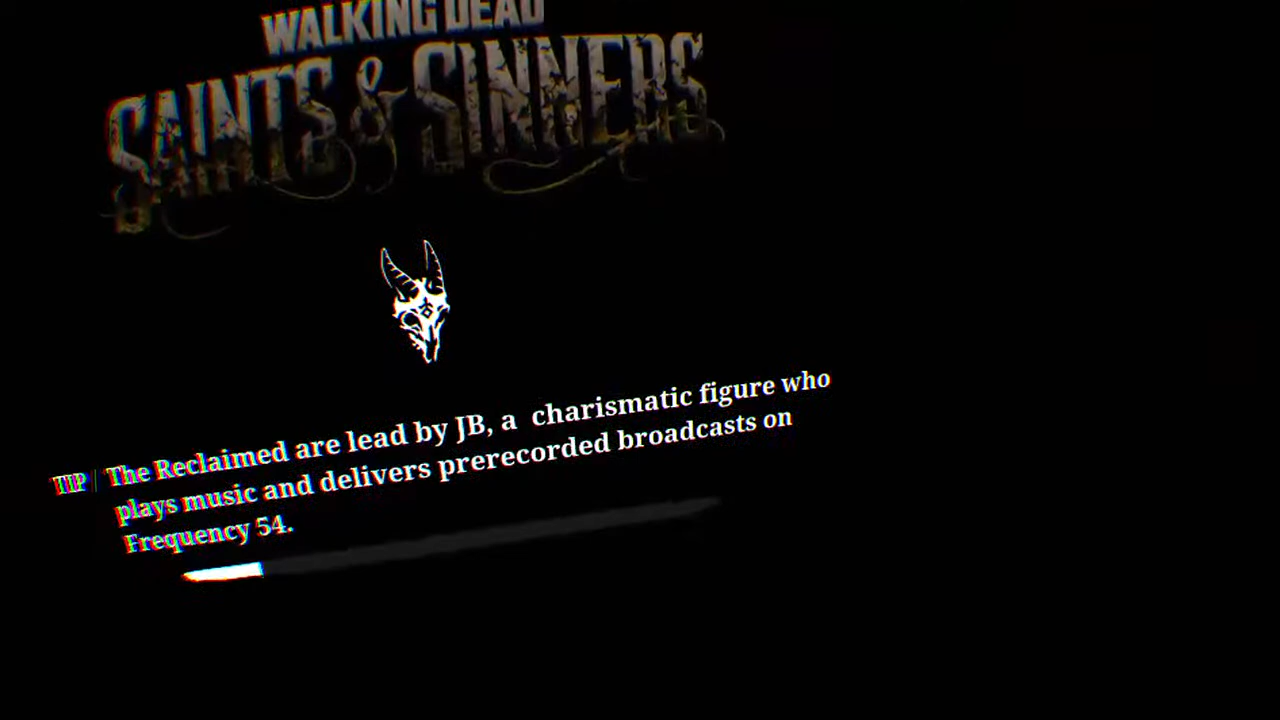 WALKING DEAD
SAINTS & SINNERS
TIP | The Reclaimed are lead by JB, a charismatic figure who
plays music and delivers prerecorded broadcasts on
Frequency 54.